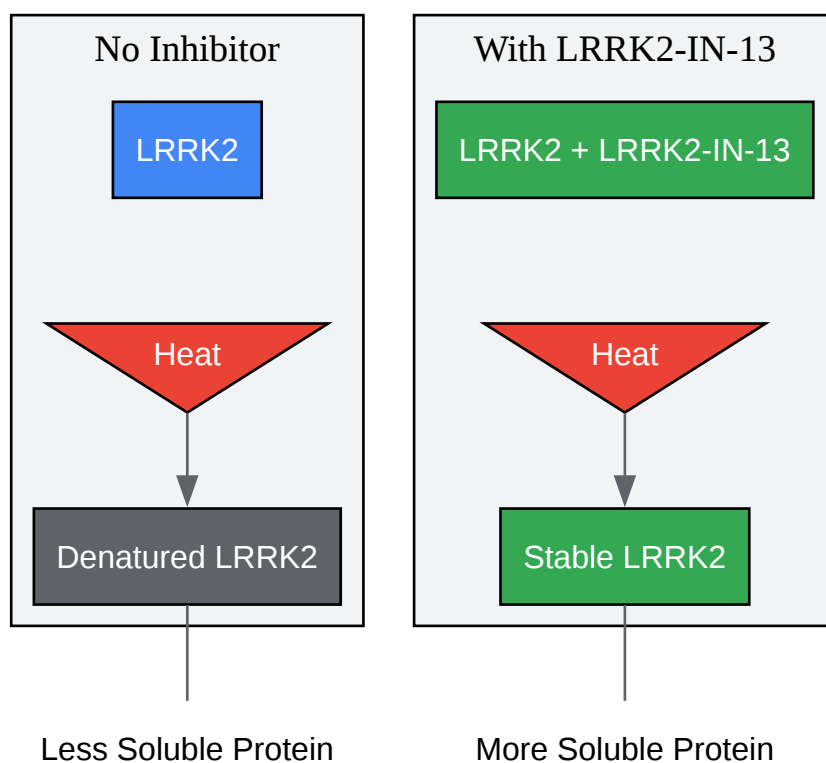 No Inhibitor
LRRK2
Heat
Denatured LRRK2
Less Soluble Protein
With LRRK2-IN-13
LRRK2 + LRRK2-IN-13
Heat
Stable LRRK2
More Soluble Protein